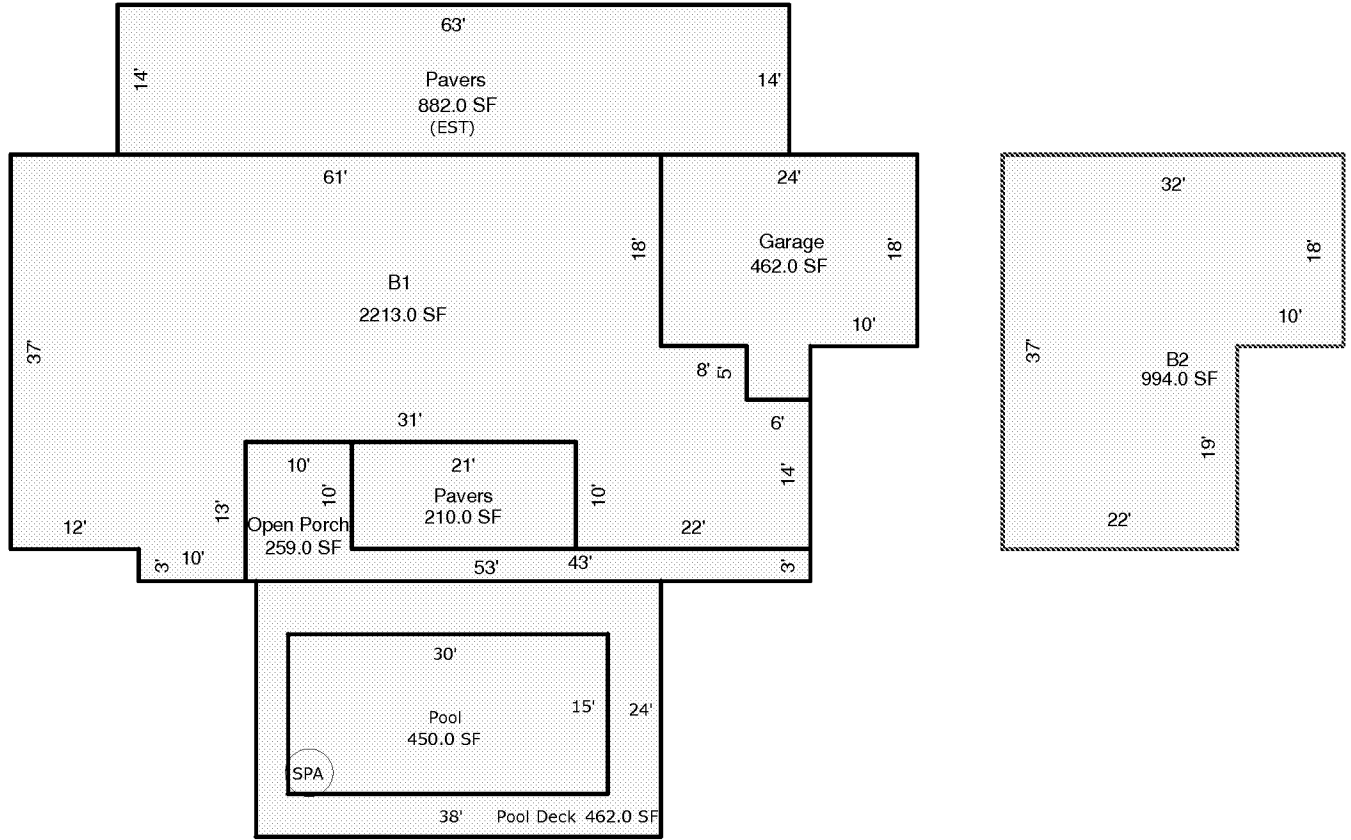 63'
14'
14'
Pavers
882.0 SF
(EST)
61'
24'
32'
18'
Garage
462.0 SF
18'
18'
B1
2213.0 SF
10'
10'
37'
8'
5'
37'
B2
994.0 SF
31'
6'
10'
21'
14'
19'
13'
10'
Pavers
210.0 SF
10'
12'
Open Porch
259.0 SF
22'
22'
3'
10'
53'
43'
3'
30'
15'
24'
Pool
450.0 SF
SPA
38'
Pool Deck 462.0 SF